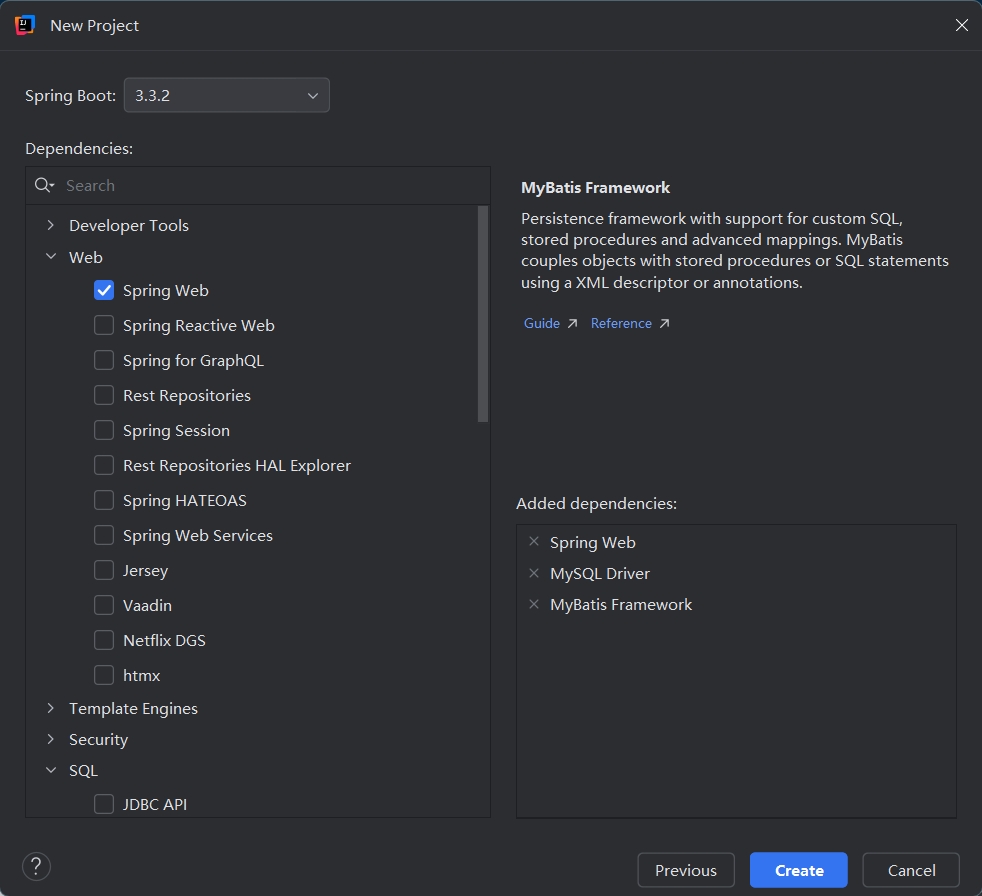 New Project
Spring Boot: 3.3.2
Dependencies:
Search
Developer Tools
Web
Spring Web
Spring Reactive Web
Spring for GraphQL
Rest Repositories
Spring Session
Rest Repositories HAL Explorer
Spring HATEOAS
Spring Web Services
Jersey
Vaadin
Netflix DGS
htmx
Template Engines
Security
SQL
JDBC API
MyBatis Framework
Persistence framework with support for custom SQL,
stored procedures and advanced mappings. MyBatis
couples objects with stored procedures or SQL statements
using a XML descriptor or annotations.
Guide ↗ Reference ↗
Added dependencies:
Spring Web
MySQL Driver
MyBatis Framework
?
Previous Create Cancel